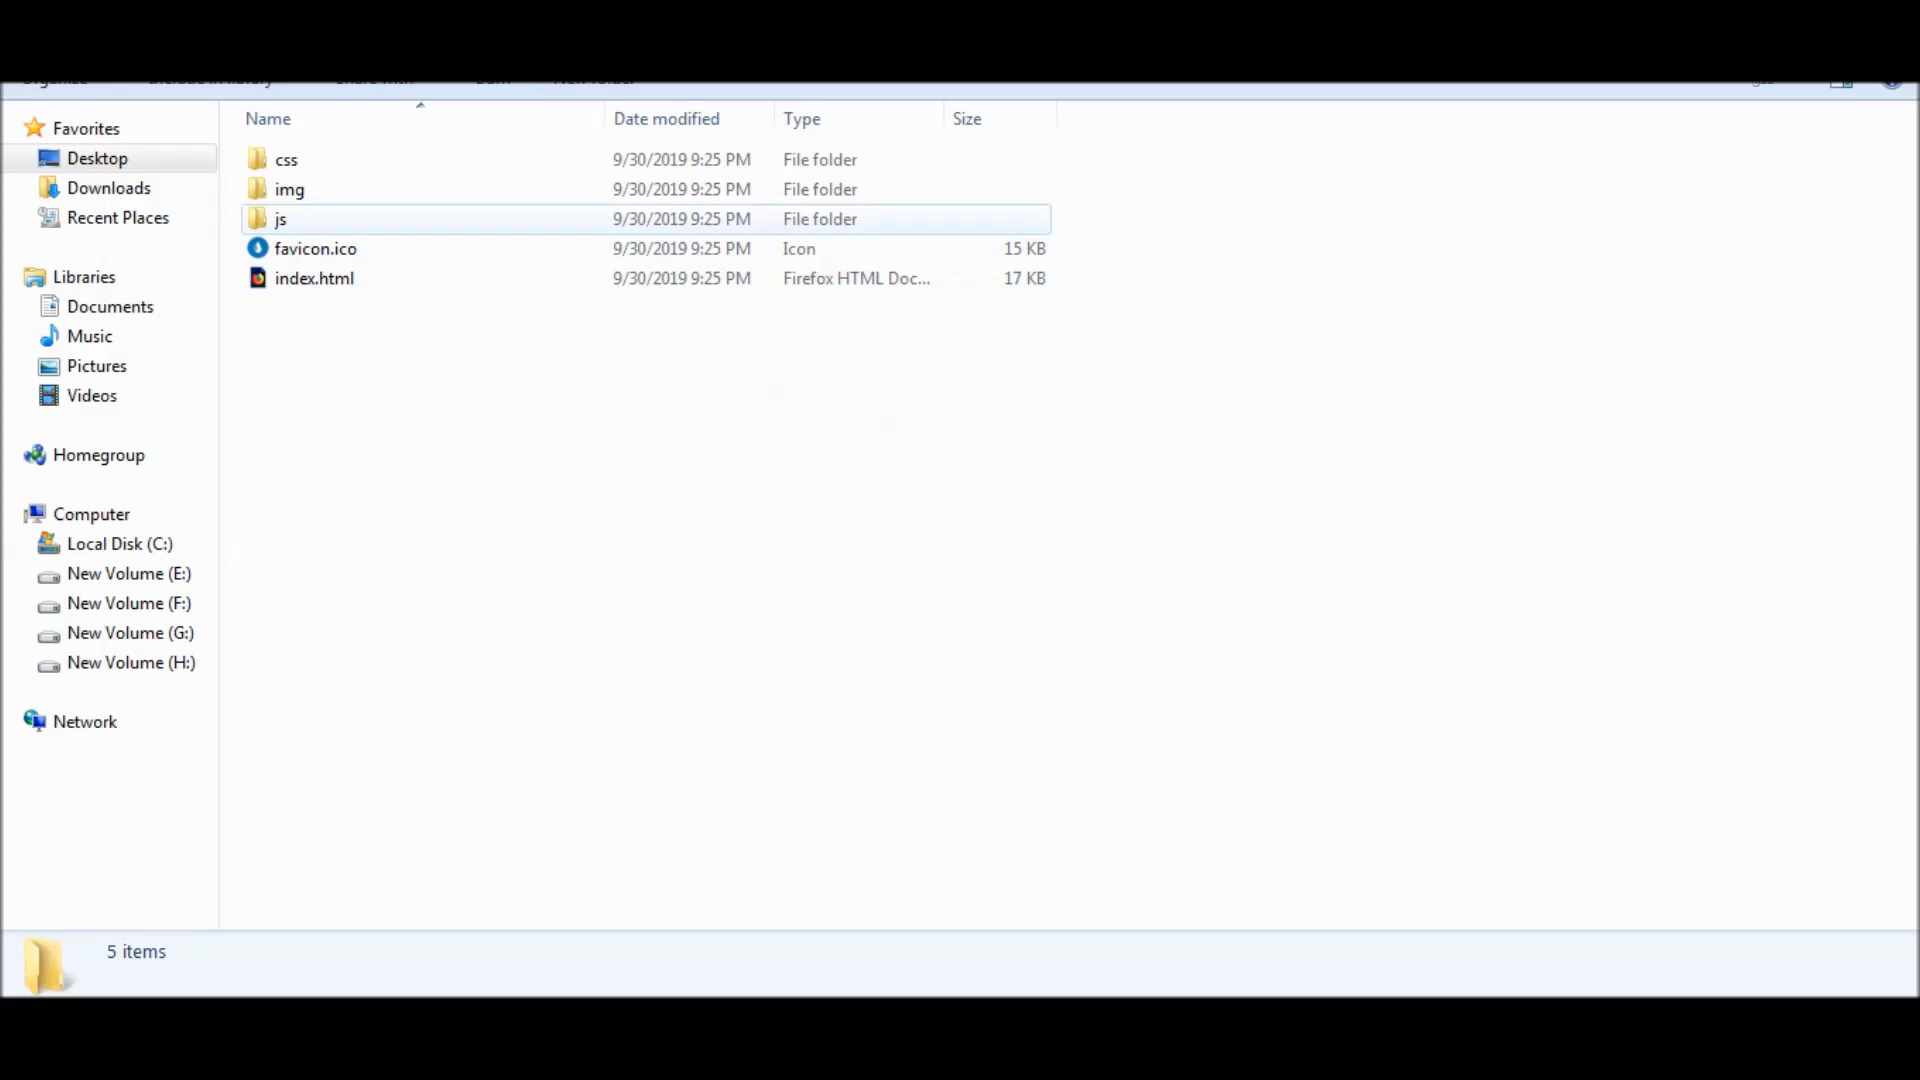 Name Date modified Type Size
Favorites
Desktop
Downloads
Recent Places
Libraries
Documents
Music
Pictures
Videos
Homegroup
Computer
Local Disk (C:)
New Volume (E:)
New Volume (F:)
New Volume (G:)
New Volume (H:)
Network
css 9/30/2019 9:25 PM File folder
img 9/30/2019 9:25 PM File folder
js 9/30/2019 9:25 PM File folder
favicon.ico 9/30/2019 9:25 PM Icon 15 KB
index.html 9/30/2019 9:25 PM Firefox HTML Doc... 17 KB
5 items